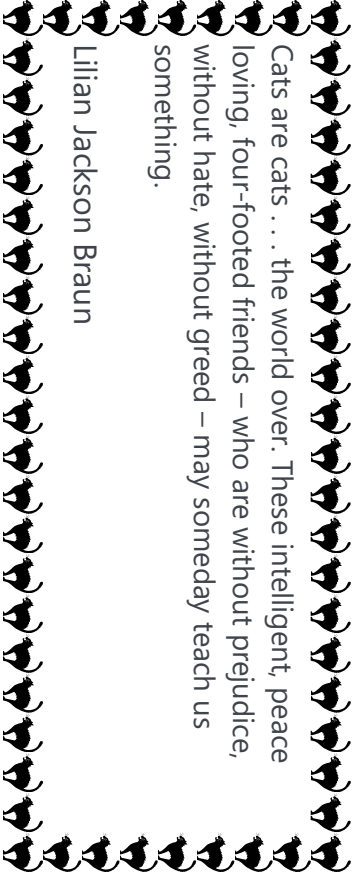 Cats are cats . . . the world over. These intelligent, peace
loving, four-footed friends – who are without prejudice,
without hate, without greed – may someday teach us
something.
Lilian Jackson Braun